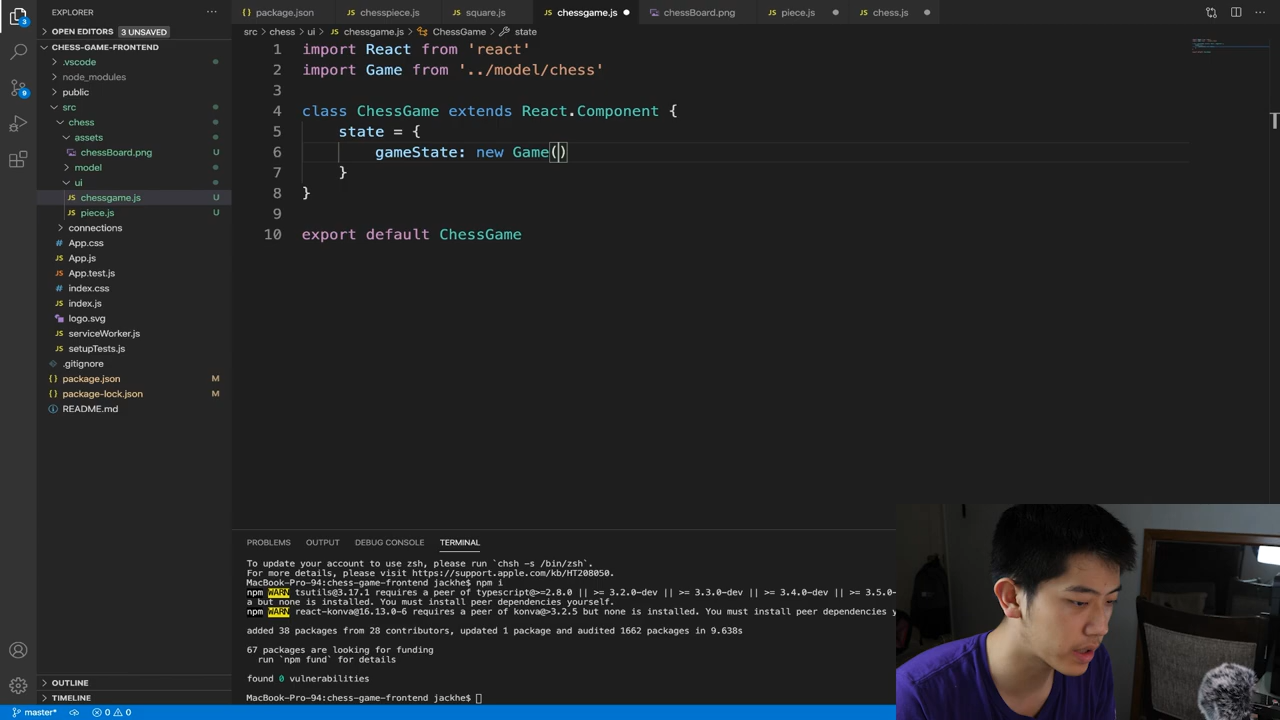 EXPLORER
package.json
chesspiece.js
square.js
chessgame.js
chessBoard.png
piece.js
chess.js
OPEN EDITORS 3 UNSAVED
src > chess > ui > chessgame.js > ChessGame > state
CHESS-GAME-FRONTEND
.vscode
node_modules
public
src
chess
assets
chessBoard.png U
model
ui
chessgame.js U
piece.js U
connections
App.css
App.js
App.test.js
index.css
index.js
logo.svg
serviceWorker.js
setupTests.js
.gitignore
package.json M
package-lock.json M
README.md
OUTLINE
TIMELINE
3
9
1 import React from 'react'
2 import Game from '../model/chess'
3
4 class ChessGame extends React.Component {
5 state = {
6 gameState: new Game()
7 }
8 }
9
10 export default ChessGame
PROBLEMS OUTPUT DEBUG CONSOLE TERMINAL
To update your account to use zsh, please run `chsh -s /bin/zsh`.
For more details, please visit https://support.apple.com/kb/HT208050.
MacBook-Pro-94:chess-game-frontend jackhe$ npm i
npm WARN tsutils@3.17.1 requires a peer of typescript@>=2.8.0 || >= 3.2.0-dev || >= 3.3.0-dev || >= 3.4.0-dev || >= 3.5.0-
a but none is installed. You must install peer dependencies yourself.
npm WARN react-konva@16.13.0-6 requires a peer of konva@>3.2.5 but none is installed. You must install peer dependencies y
added 38 packages from 28 contributors, updated 1 package and audited 1662 packages in 9.638s
67 packages are looking for funding
run `npm fund` for details
found 0 vulnerabilities
MacBook-Pro-94:chess-game-frontend jackhe$
master* 0 0